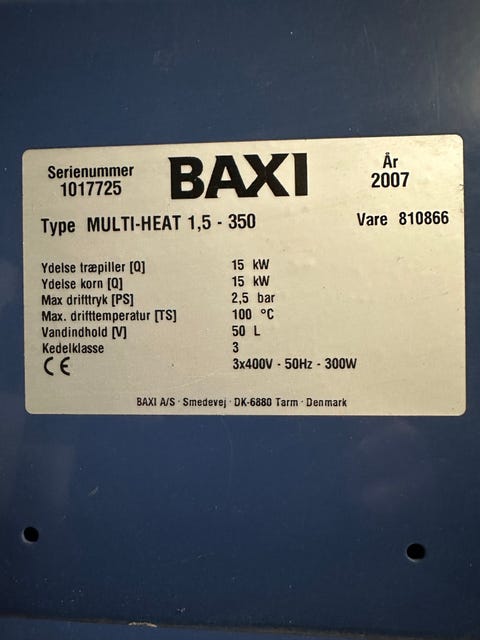 Serienummer
1017725
BAXI
År
2007
Type MULTI-HEAT 1,5 - 350
Vare 810866
Ydelse træpiller [Q] 15 kW
Ydelse korn [Q] 15 kW
Max drifttryk [PS] 2,5 bar
Max. drifttemperatur [TS] 100 °C
Vandindhold [V] 50 L
Kedelklasse 3
CE 3x400V - 50Hz - 300W
BAXI A/S · Smedevej · DK-6880 Tarm · Denmark